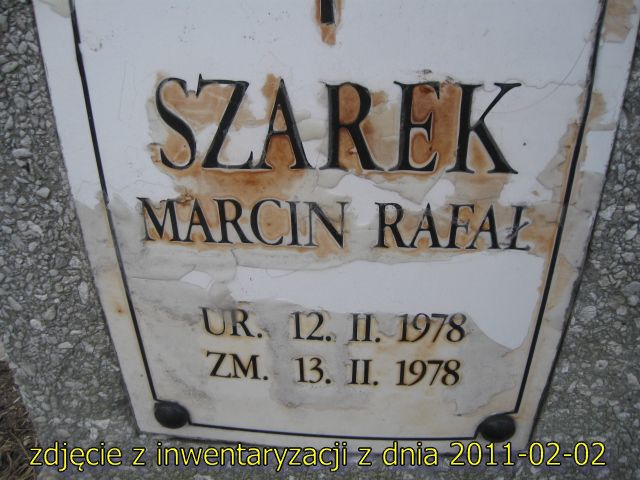 SZAREK
MARCIN RAFAŁ
UR. 12. II. 1978
ZM. 13. II. 1978
zdjęcie z inwentaryzacji z dnia 2011-02-02